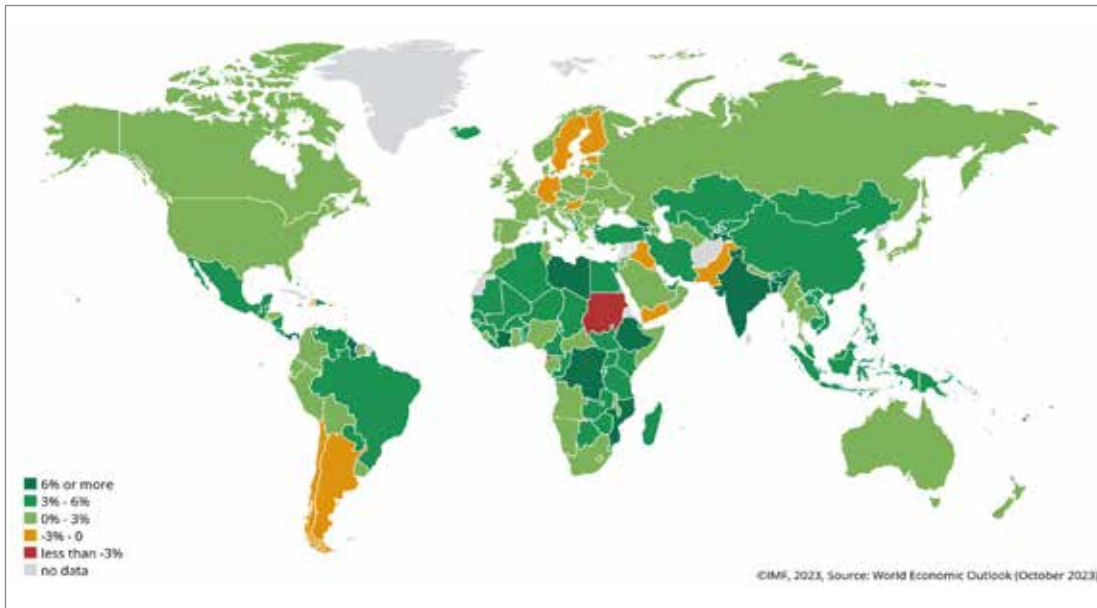 6% or more
3% - 6%
0% - 3%
-3% - 0
less than -3%
no data
©IMF, 2023, Source: World Economic Outlook (October 2023)